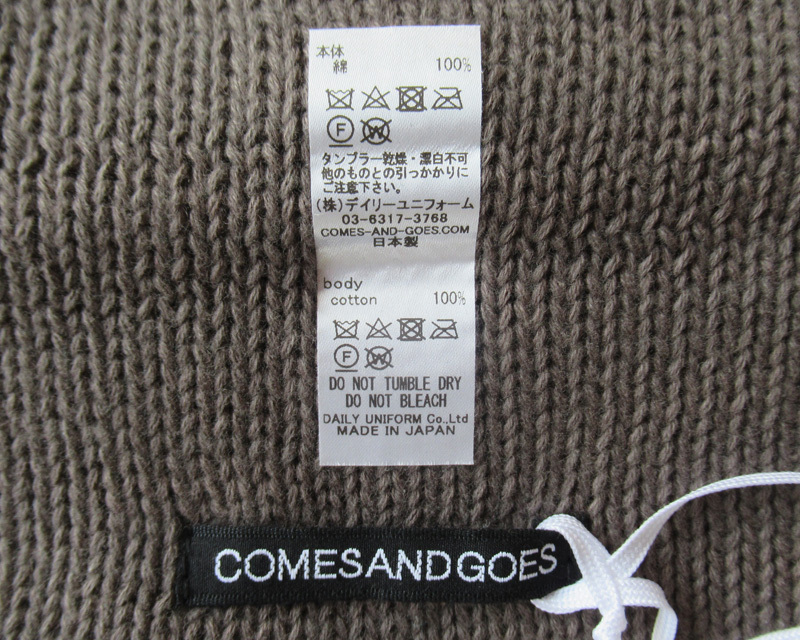 本体
綿 100%
F W
タンブラー乾燥・漂白不可
他のものとの引っかかりに
ご注意下さい。
(株)デイリーユニフォーム
03-6317-3768
COMES-AND-GOES.COM
日本製
body
cotton 100%
F W
DO NOT TUMBLE DRY
DO NOT BLEACH
DAILY UNIFORM Co.,Ltd
MADE IN JAPAN
COMESANDGOES